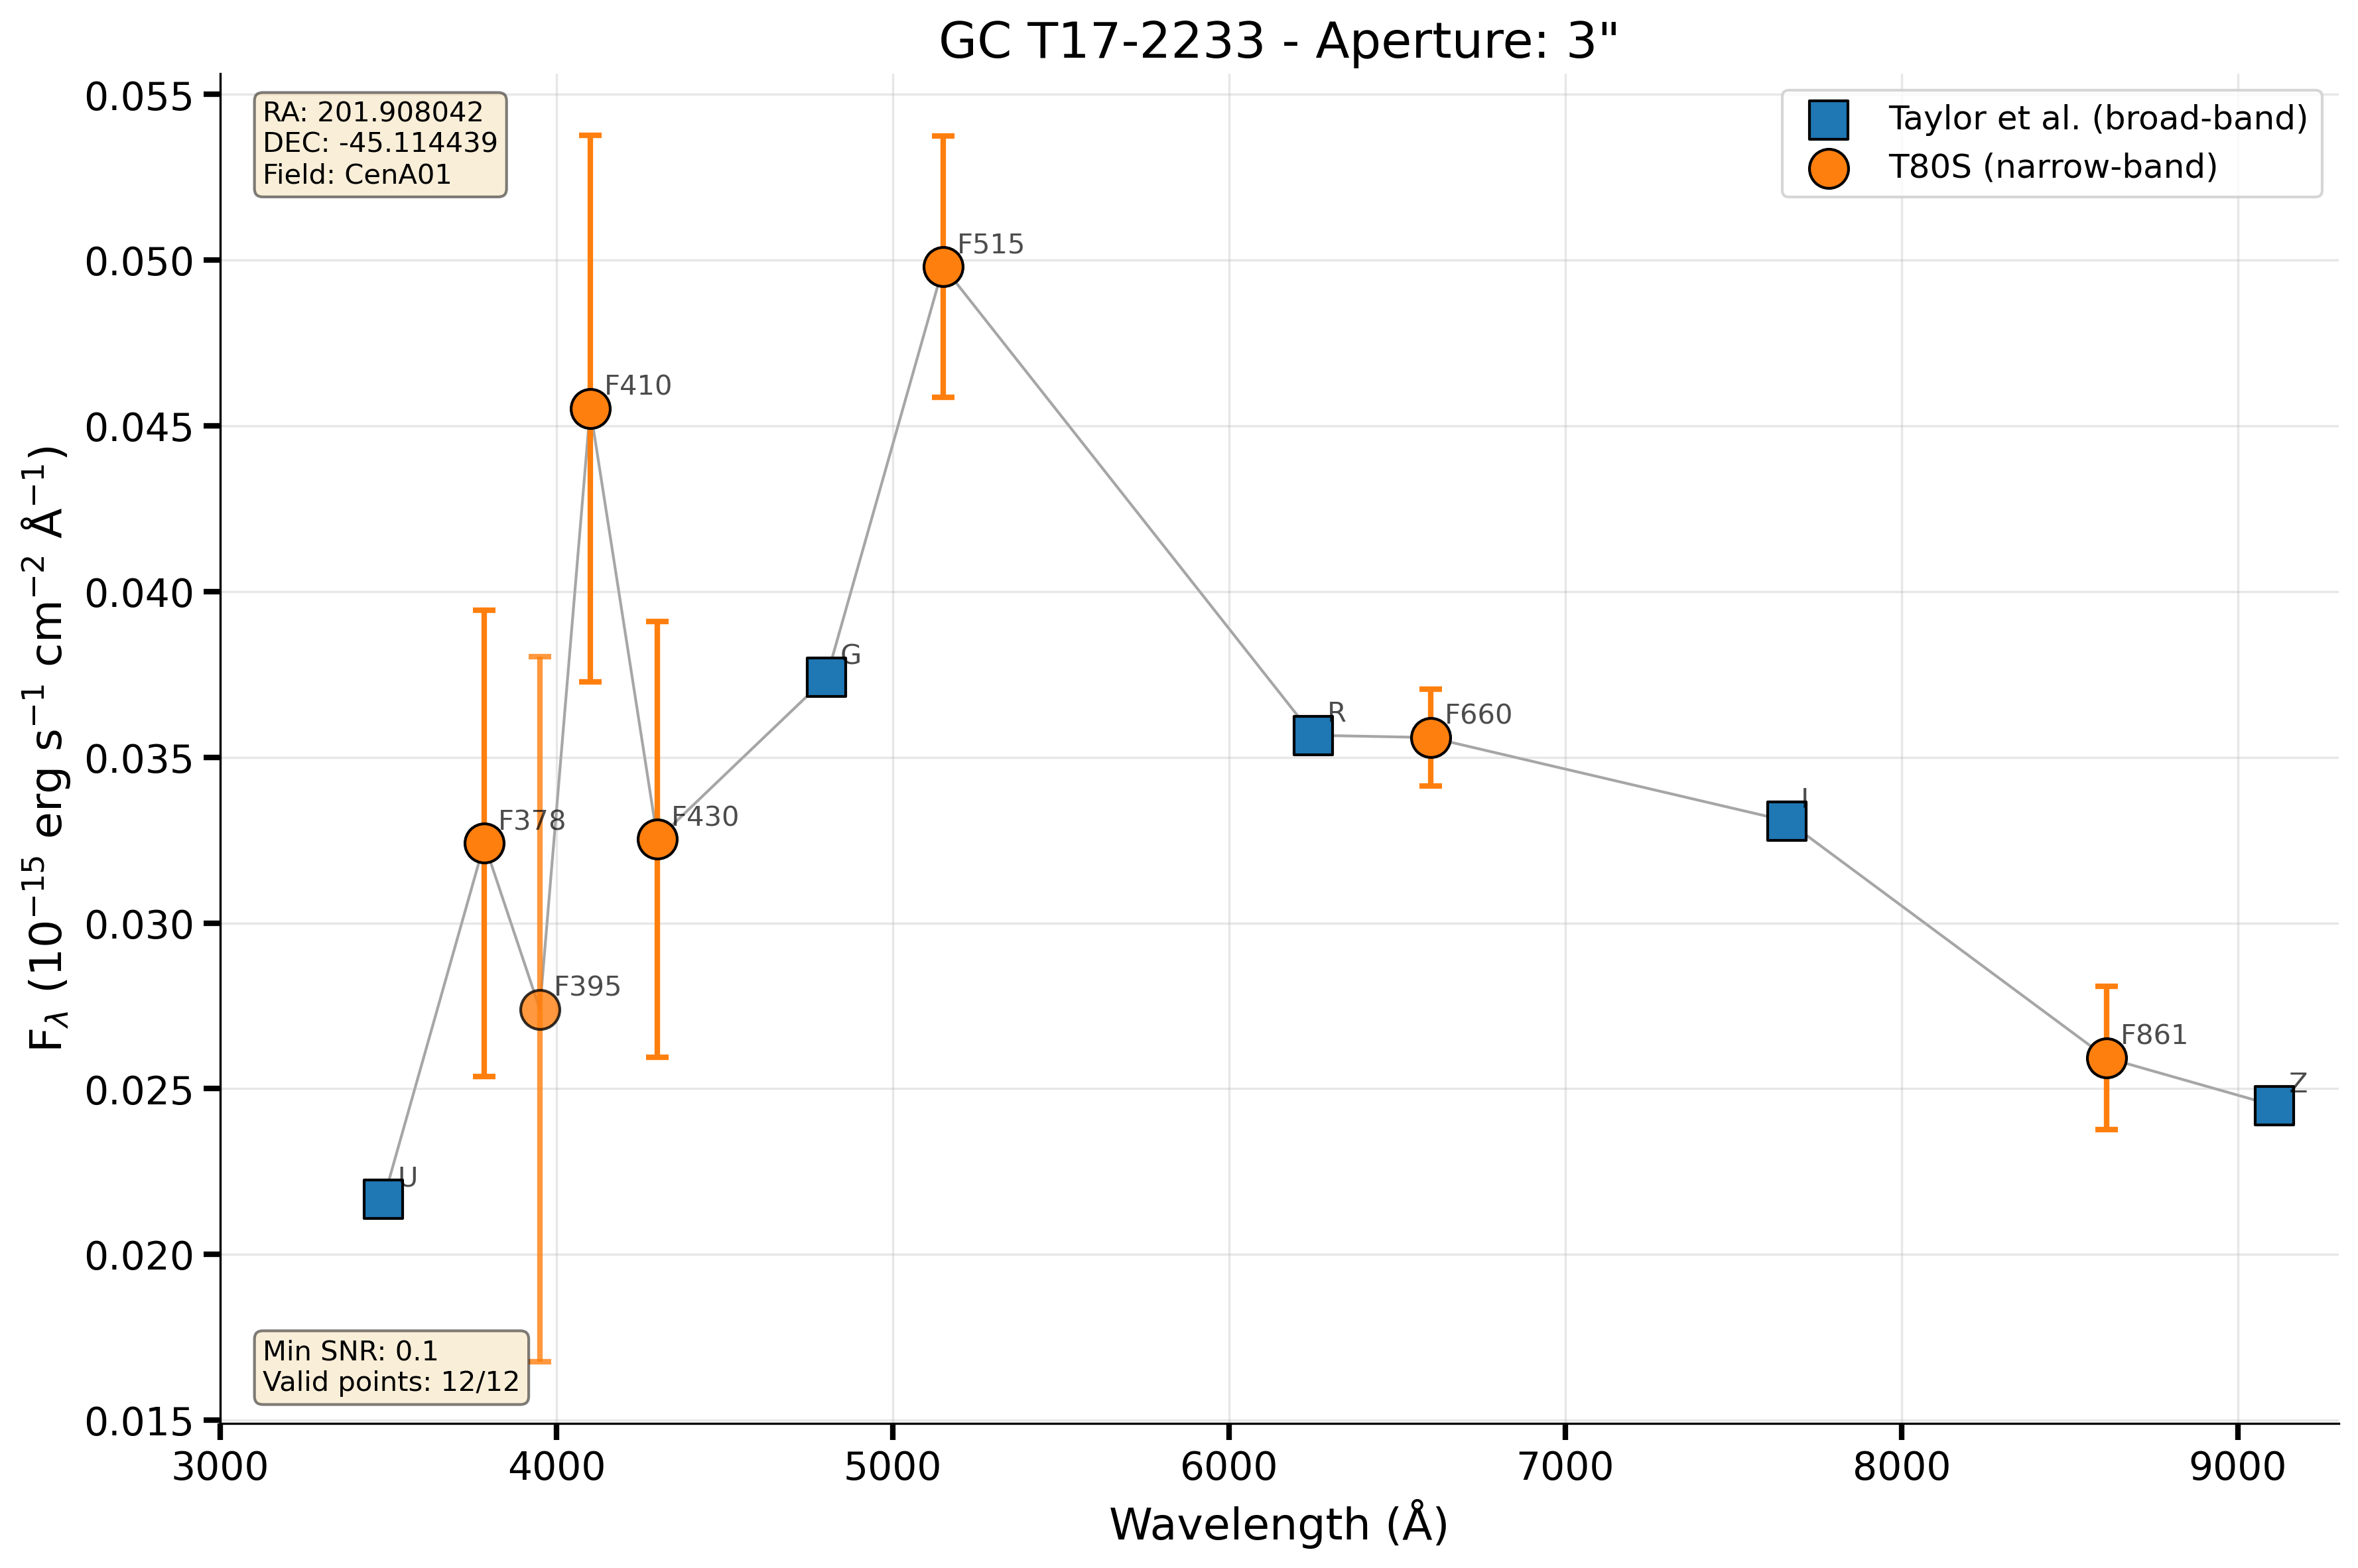 GC T17-2233 - Aperture: 3"
RA: 201.908042
DEC: -45.114439
Field: CenA01
Taylor et al. (broad-band)
T80S (narrow-band)
0.055
0.050
0.045
0.040
0.035
0.030
0.025
0.020
0.015
F_λ (10⁻¹⁵ erg s⁻¹ cm⁻² Å⁻¹)
U
F378
F395
F410
F430
G
F515
R
F660
I
F861
Z
Min SNR: 0.1
Valid points: 12/12
3000 4000 5000 6000 7000 8000 9000
Wavelength (Å)